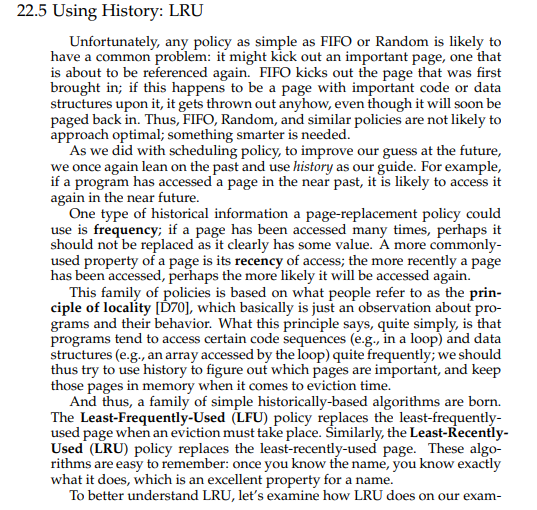 22.5 Using History: LRU
Unfortunately, any policy as simple as FIFO or Random is likely to
have a common problem: it might kick out an important page, one that
is about to be referenced again. FIFO kicks out the page that was first
brought in; if this happens to be a page with important code or data
structures upon it, it gets thrown out anyhow, even though it will soon be
paged back in. Thus, FIFO, Random, and similar policies are not likely to
approach optimal; something smarter is needed.
As we did with scheduling policy, to improve our guess at the future,
we once again lean on the past and use history as our guide. For example,
if a program has accessed a page in the near past, it is likely to access it
again in the near future.
One type of historical information a page-replacement policy could
use is frequency; if a page has been accessed many times, perhaps it
should not be replaced as it clearly has some value. A more commonly-
used property of a page is its recency of access; the more recently a page
has been accessed, perhaps the more likely it will be accessed again.
This family of policies is based on what people refer to as the prin-
ciple of locality [D70], which basically is just an observation about pro-
grams and their behavior. What this principle says, quite simply, is that
programs tend to access certain code sequences (e.g., in a loop) and data
structures (e.g., an array accessed by the loop) quite frequently; we should
thus try to use history to figure out which pages are important, and keep
those pages in memory when it comes to eviction time.
And thus, a family of simple historically-based algorithms are born.
The Least-Frequently-Used (LFU) policy replaces the least-frequently-
used page when an eviction must take place. Similarly, the Least-Recently-
Used (LRU) policy replaces the least-recently-used page. These algo-
rithms are easy to remember: once you know the name, you know exactly
what it does, which is an excellent property for a name.
To better understand LRU, let's examine how LRU does on our exam-